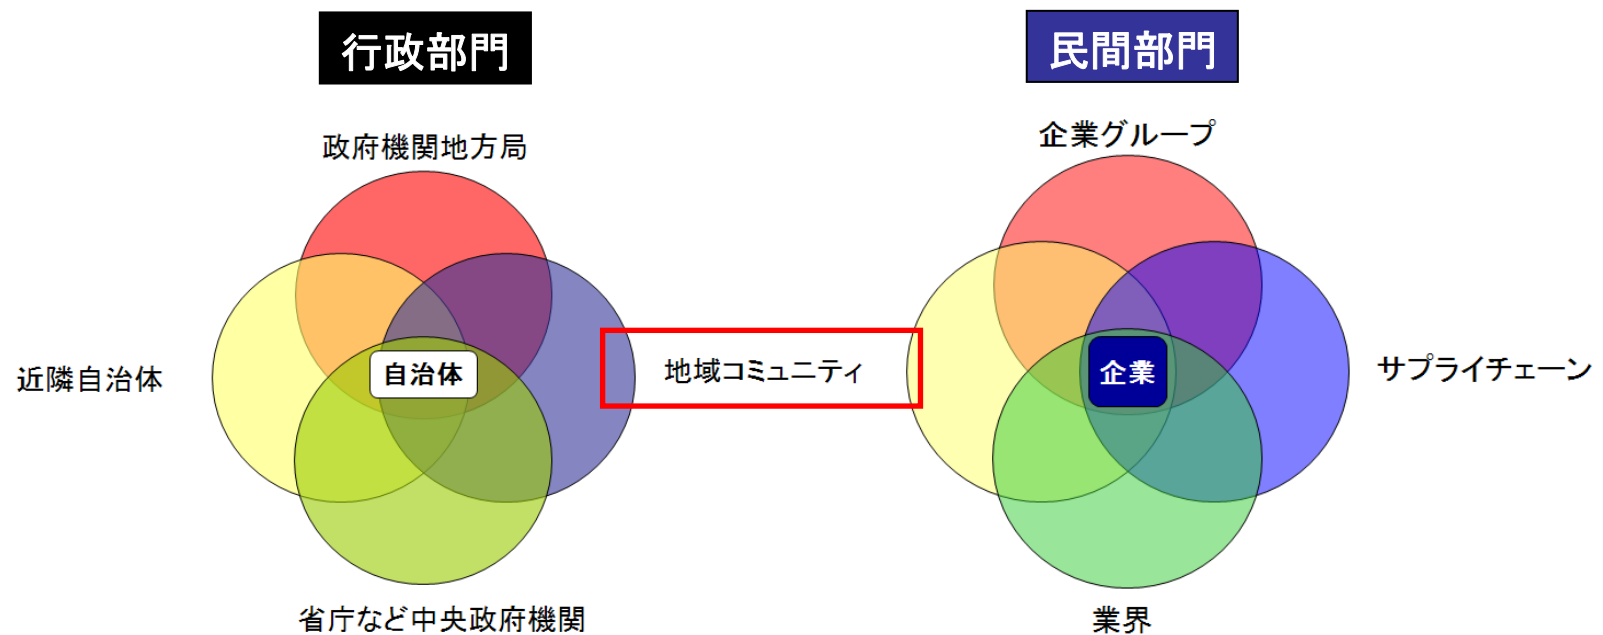 行政部門
民間部門
政府機関地方局
企業グループ
近隣自治体
自治体
地域コミュニティ
企業
サプライチェーン
省庁など中央政府機関
業界